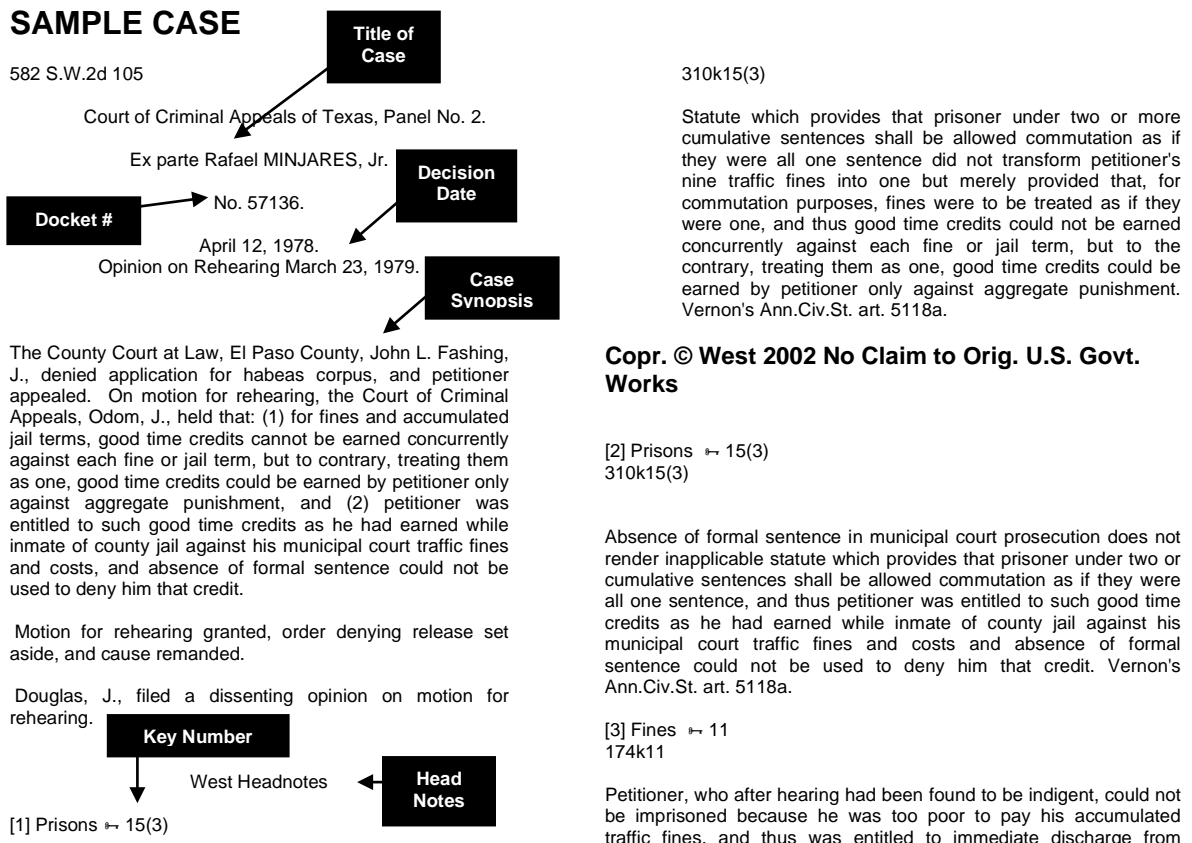 SAMPLE CASE
Title of
Case
582 S.W.2d 105
Court of Criminal Appeals of Texas, Panel No. 2.
Ex parte Rafael MINJARES, Jr.
Decision
Date
Docket #
No. 57136.
April 12, 1978.
Opinion on Rehearing March 23, 1979.
Case
Synopsis
The County Court at Law, El Paso County, John L. Fashing,
J., denied application for habeas corpus, and petitioner
appealed. On motion for rehearing, the Court of Criminal
Appeals, Odom, J., held that: (1) for fines and accumulated
jail terms, good time credits cannot be earned concurrently
against each fine or jail term, but to contrary, treating them
as one, good time credits could be earned by petitioner only
against aggregate punishment, and (2) petitioner was
entitled to such good time credits as he had earned while
inmate of county jail against his municipal court traffic fines
and costs, and absence of formal sentence could not be
used to deny him that credit.
Motion for rehearing granted, order denying release set
aside, and cause remanded.
Douglas, J., filed a dissenting opinion on motion for
rehearing.
Key Number
West Headnotes
Head
Notes
[1] Prisons 15(3)
310k15(3)
Statute which provides that prisoner under two or more
cumulative sentences shall be allowed commutation as if
they were all one sentence did not transform petitioner's
nine traffic fines into one but merely provided that, for
commutation purposes, fines were to be treated as if they
were one, and thus good time credits could not be earned
concurrently against each fine or jail term, but to the
contrary, treating them as one, good time credits could be
earned by petitioner only against aggregate punishment.
Vernon's Ann.Civ.St. art. 5118a.
Copr. © West 2002 No Claim to Orig. U.S. Govt.
Works
[2] Prisons 15(3)
310k15(3)
Absence of formal sentence in municipal court prosecution does not
render inapplicable statute which provides that prisoner under two or
cumulative sentences shall be allowed commutation as if they were
all one sentence, and thus petitioner was entitled to such good time
credits as he had earned while inmate of county jail against his
municipal court traffic fines and costs and absence of formal
sentence could not be used to deny him that credit. Vernon's
Ann.Civ.St. art. 5118a.
[3] Fines 11
174k11
Petitioner, who after hearing had been found to be indigent, could not
be imprisoned because he was too poor to pay his accumulated
traffic fines, and thus was entitled to immediate discharge from